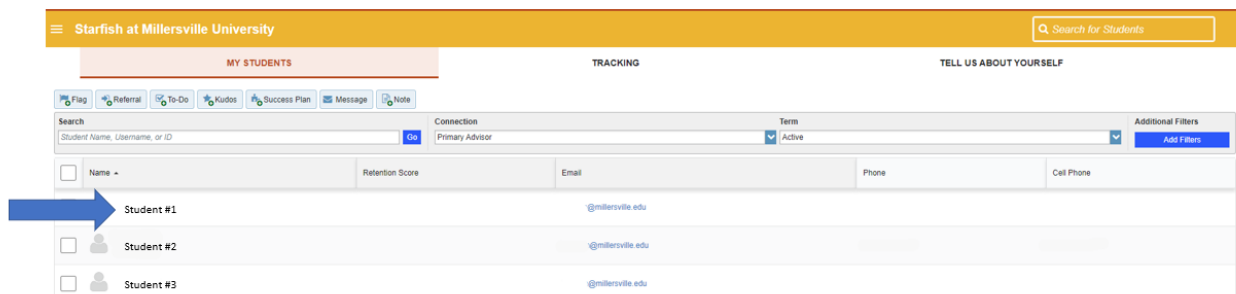 Starfish at Millersville University
Search for Students
MY STUDENTS TRACKING TELL US ABOUT YOURSELF
Flag Referral To-Do Kudos Success Plan Message Note
Search Connection Term Additional Filters
Student Name, Username, or ID Go Primary Advisor Active Add Filters
Name Retention Score Email Phone Cell Phone
Student #1 @millersville.edu
Student #2 @millersville.edu
Student #3 @millersville.edu